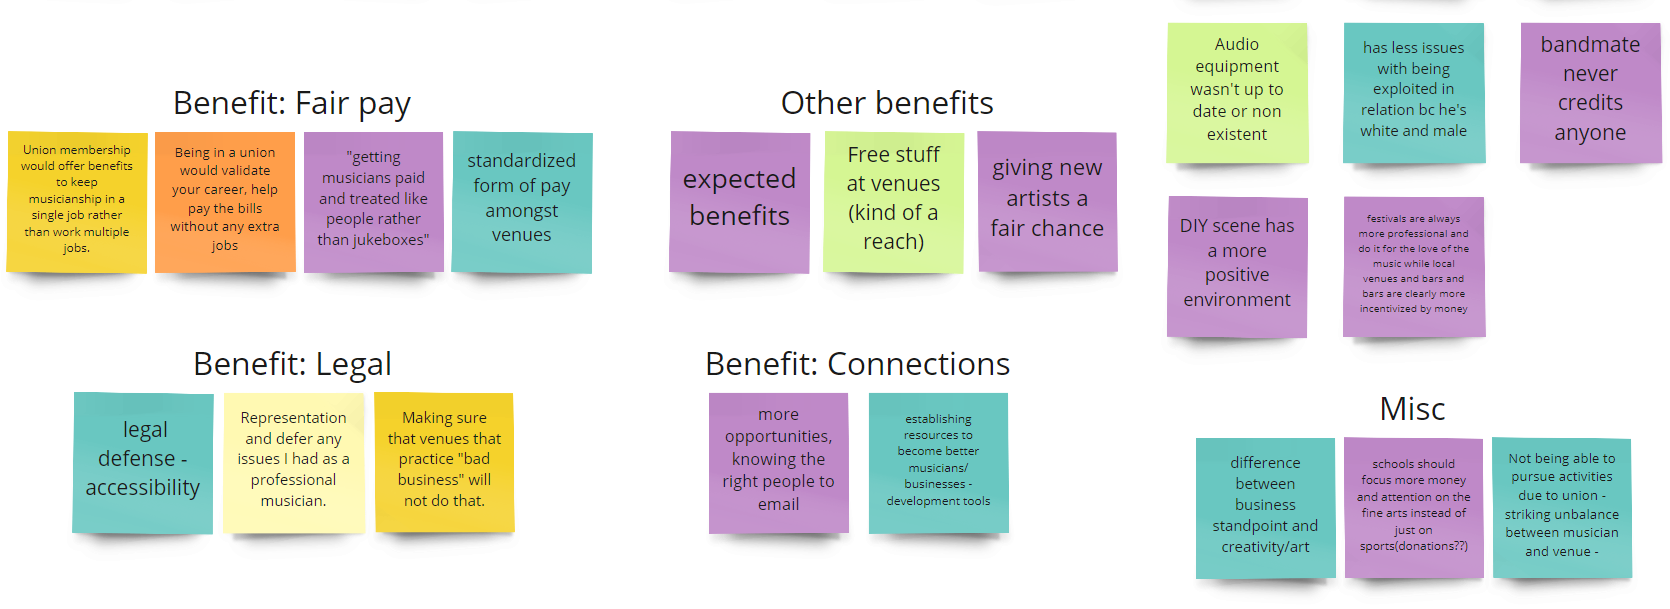 Benefit: Fair pay
Union membership
would offer benefits
to keep
musicianship in a
single job rather
than work multiple
jobs.
Being in a union
would validate
your career, help
pay the bills
without any extra
jobs
"getting
musicians paid
and treated like
people rather
than jukeboxes"
standardized
form of pay
amongst
venues
Other benefits
expected
benefits
Free stuff
at venues
(kind of a
reach)
giving new
artists a
fair chance
Audio
equipment
wasn't up to
date or non
existent
has less issues
with being
exploited in
relation bc he's
white and male
bandmate
never
credits
anyone
DIY scene has
a more
positive
environment
festivals are always
more professional and
do it for the love of the
music while local
venues and bars and
bars are clearly more
incentivized by money
Benefit: Legal
legal
defense -
accessibility
Representation
and defer any
issues I had as a
professional
musician.
Making sure
that venues that
practice "bad
business" will
not do that.
Benefit: Connections
more
opportunities,
knowing the
right people to
email
establishing
resources to
become better
musicians/
businesses -
development tools
Misc
difference
between
business
standpoint and
creativity/art
schools should
focus more money
and attention on the
fine arts instead of
just on
sports(donations??)
Not being able to
pursue activities
due to union -
striking unbalance
between musician
and venue -